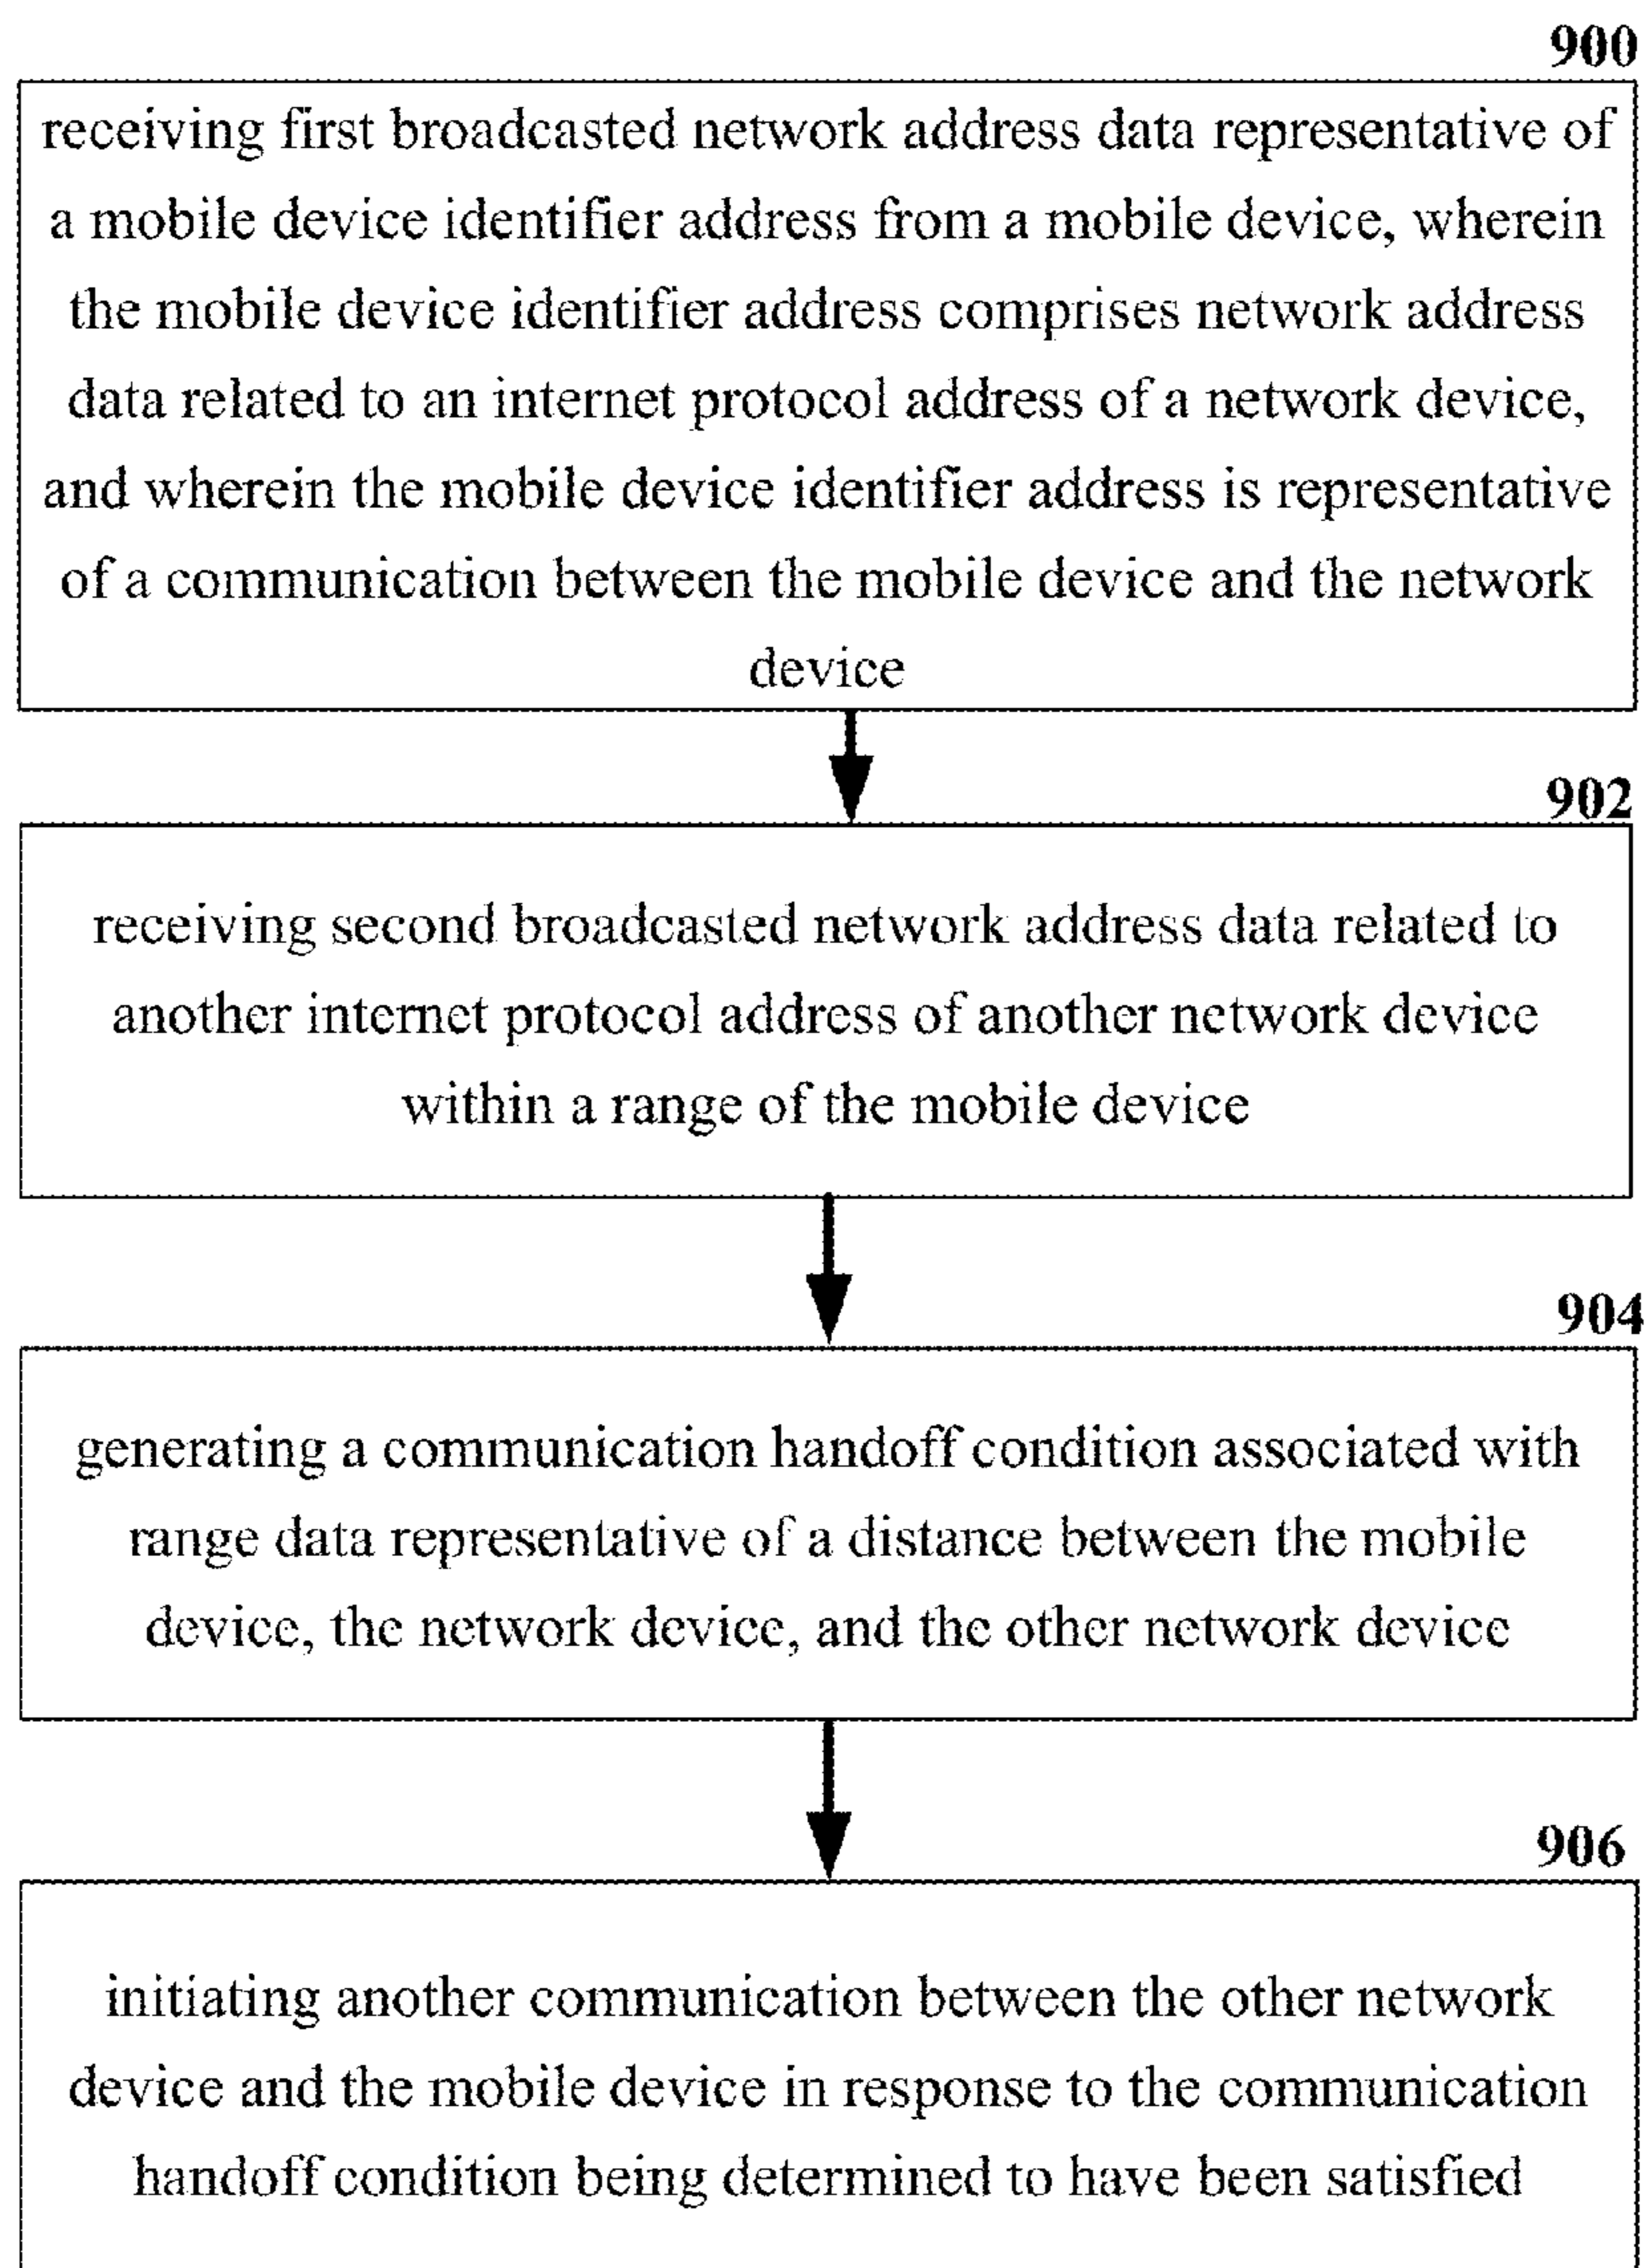 900
receiving first broadcasted network address data representative of
a mobile device identifier address from a mobile device, wherein
the mobile device identifier address comprises network address
data related to an internet protocol address of a network device,
and wherein the mobile device identifier address is representative
of a communication between the mobile device and the network
device
902
receiving second broadcasted network address data related to
another internet protocol address of another network device
within a range of the mobile device
904
generating a communication handoff condition associated with
range data representative of a distance between the mobile
device, the network device, and the other network device
906
initiating another communication between the other network
device and the mobile device in response to the communication
handoff condition being determined to have been satisfied